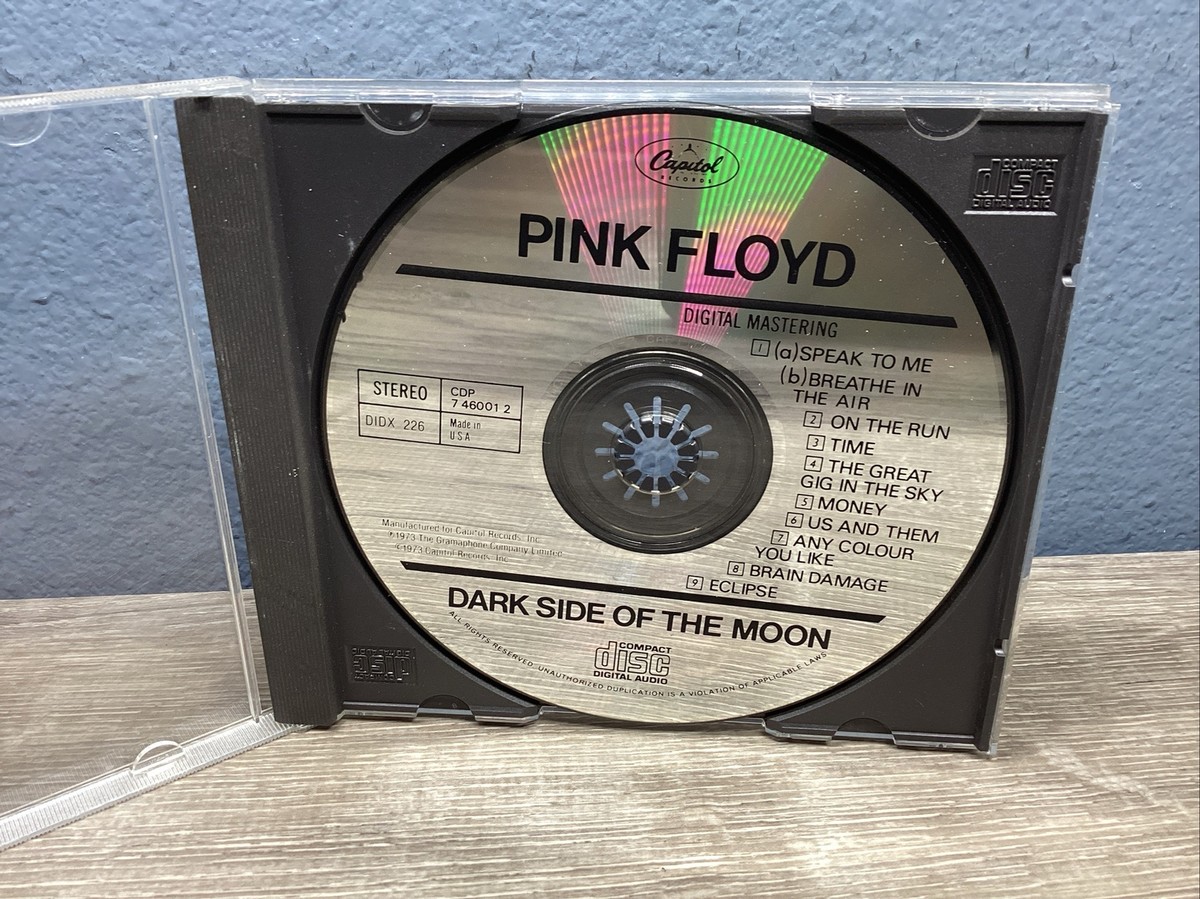 Capitol
RECORDS
COMPACT
disc
DIGITAL AUDIO
PINK FLOYD
DIGITAL MASTERING
1 (a)SPEAK TO ME
(b)BREATHE IN
THE AIR
2 ON THE RUN
3 TIME
4 THE GREAT
GIG IN THE SKY
5 MONEY
6 US AND THEM
7 ANY COLOUR
YOU LIKE
8 BRAIN DAMAGE
9 ECLIPSE
STEREO
CDP
7 46001 2
DIDX 226
Made in
USA
Manufactured for Capitol Records, Inc.
℗1973 The Gramophone Company Limited
©1973 Capitol Records, Inc.
DARK SIDE OF THE MOON
COMPACT
disc
DIGITAL AUDIO
ALL RIGHTS RESERVED. UNAUTHORIZED DUPLICATION IS A VIOLATION OF APPLICABLE LAWS